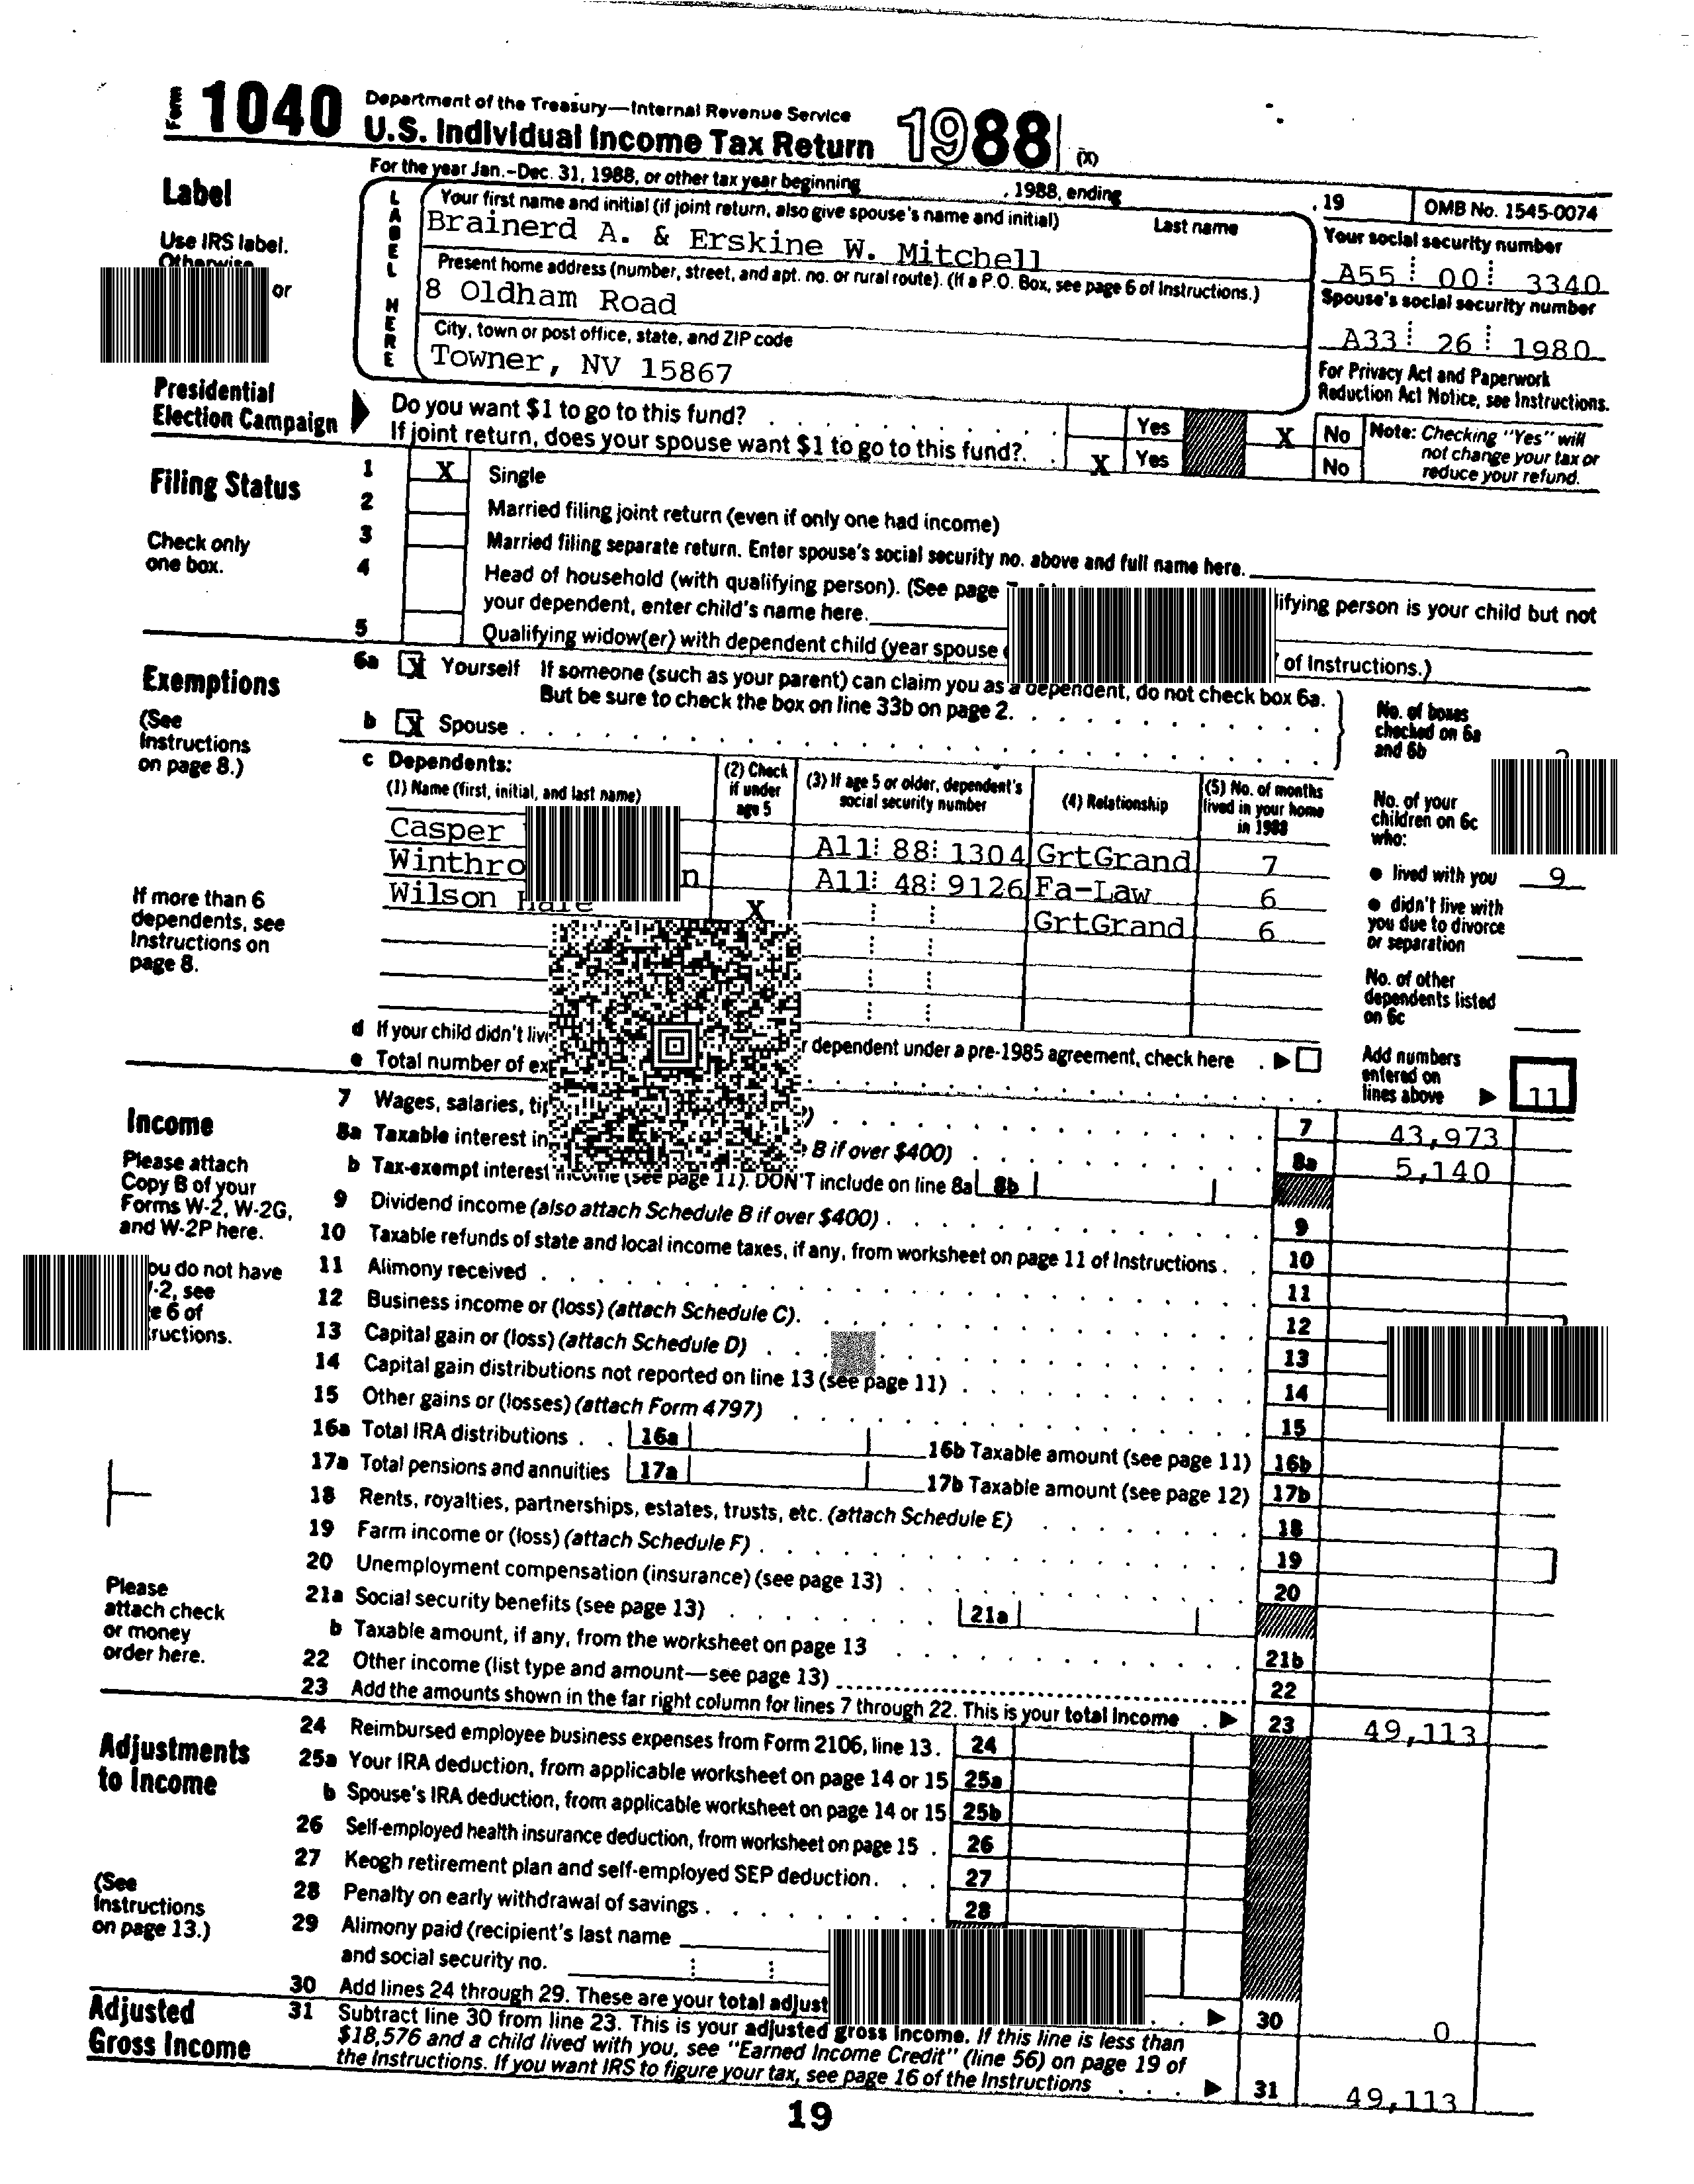 Form 1040 Department of the Treasury—Internal Revenue Service
U.S. Individual Income Tax Return 1988 (X)
For the year Jan.-Dec. 31, 1988, or other tax year beginning , 1988, ending , 19 OMB No. 1545-0074
Label
Use IRS label.
Otherwise
or
LABEL HERE
Your first name and initial (if joint return, also give spouse's name and initial) Last name
Brainerd A. & Erskine W. Mitchell
Your social security number
A55 00 3340
Present home address (number, street, and apt. no. or rural route). (If a P.O. Box, see page 6 of Instructions.)
8 Oldham Road
Spouse's social security number
A33 26 1980
City, town or post office, state, and ZIP code
Towner, NV 15867
For Privacy Act and Paperwork
Reduction Act Notice, see Instructions.
Presidential
Election Campaign
Do you want $1 to go to this fund? Yes X No
If joint return, does your spouse want $1 to go to this fund? X Yes No
Note: Checking "Yes" will
not change your tax or
reduce your refund.
Filing Status
Check only
one box.
1 X Single
2 Married filing joint return (even if only one had income)
3 Married filing separate return. Enter spouse's social security no. above and full name here.
4 Head of household (with qualifying person). (See page lifying person is your child but not
your dependent, enter child's name here.
5 Qualifying widow(er) with dependent child (year spouse of Instructions.)
Exemptions
(See
Instructions
on page 8.)
6a X Yourself If someone (such as your parent) can claim you as a dependent, do not check box 6a.
But be sure to check the box on line 33b on page 2.
b X Spouse
No. of boxes
checked on 6a
and 6b
c Dependents:
(1) Name (first, initial, and last name)
(2) Check
if under
age 5
(3) If age 5 or older, dependent's
social security number
(4) Relationship
(5) No. of months
lived in your home
in 1988
Casper A11 88 1304 GrtGrand 7
Winthro n A11 48 9126 Fa-Law 6
Wilson Hale X GrtGrand 6
If more than 6
dependents, see
Instructions on
page 8.
No. of your
children on 6c
who:
● lived with you 9
● didn't live with
you due to divorce
or separation
No. of other
dependents listed
on 6c
d If your child didn't liv r dependent under a pre-1985 agreement, check here
e Total number of ex
Add numbers
entered on
lines above 11
Income
Please attach
Copy B of your
Forms W-2, W-2G,
and W-2P here.
ou do not have
-2, see
e 6 of
ructions.
Please
attach check
or money
order here.
7 Wages, salaries, tip 7 43,973
8a Taxable interest in B if over $400) 8a 5,140
b Tax-exempt interest income (see page 11). DON'T include on line 8a 8b
9 Dividend income (also attach Schedule B if over $400) 9
10 Taxable refunds of state and local income taxes, if any, from worksheet on page 11 of Instructions 10
11 Alimony received 11
12 Business income or (loss) (attach Schedule C) 12
13 Capital gain or (loss) (attach Schedule D) 13
14 Capital gain distributions not reported on line 13 (see page 11) 14
15 Other gains or (losses) (attach Form 4797) 15
16a Total IRA distributions 16a 16b Taxable amount (see page 11) 16b
17a Total pensions and annuities 17a 17b Taxable amount (see page 12) 17b
18 Rents, royalties, partnerships, estates, trusts, etc. (attach Schedule E) 18
19 Farm income or (loss) (attach Schedule F) 19
20 Unemployment compensation (insurance) (see page 13) 20
21a Social security benefits (see page 13) 21a
b Taxable amount, if any, from the worksheet on page 13 21b
22 Other income (list type and amount—see page 13) 22
23 Add the amounts shown in the far right column for lines 7 through 22. This is your total income 23 49,113
Adjustments
to Income
(See
Instructions
on page 13.)
24 Reimbursed employee business expenses from Form 2106, line 13. 24
25a Your IRA deduction, from applicable worksheet on page 14 or 15 25a
b Spouse's IRA deduction, from applicable worksheet on page 14 or 15 25b
26 Self-employed health insurance deduction, from worksheet on page 15 26
27 Keogh retirement plan and self-employed SEP deduction 27
28 Penalty on early withdrawal of savings 28
29 Alimony paid (recipient's last name
and social security no.
30 Add lines 24 through 29. These are your total adjust 30 0
Adjusted
Gross Income
31 Subtract line 30 from line 23. This is your adjusted gross income. If this line is less than
$18,576 and a child lived with you, see "Earned Income Credit" (line 56) on page 19 of
the Instructions. If you want IRS to figure your tax, see page 16 of the Instructions 31 49,113
19